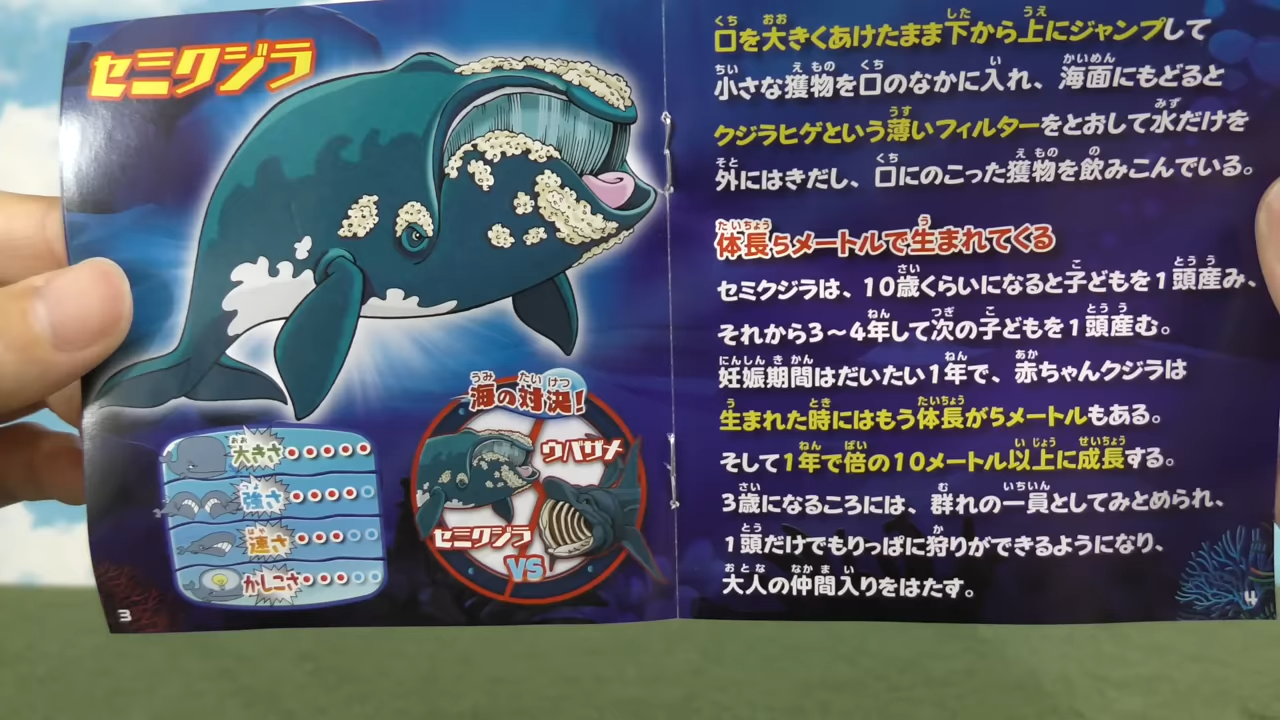 セミクジラ
大きさ
強さ
速さ
かしこさ
海の対決!
ウバザメ
セミクジラ
VS
3
口を大きくあけたまま下から上にジャンプして
小さな獲物を口のなかに入れ、海面にもどると
クジラヒゲという薄いフィルターをとおして水だけを
外にはきだし、口にのこった獲物を飲みこんでいる。
体長5メートルで生まれてくる
セミクジラは、10歳くらいになると子どもを1頭産み、
それから3〜4年して次の子どもを1頭産む。
妊娠期間はだいたい1年で、赤ちゃんクジラは
生まれた時にはもう体長が5メートルもある。
そして1年で倍の10メートル以上に成長する。
3歳になるころには、群れの一員としてみとめられ、
1頭だけでもりっぱに狩りができるようになり、
大人の仲間入りをはたす。
4